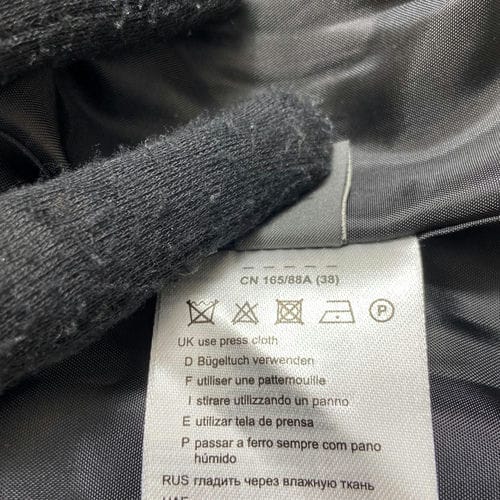 CN 165/88A (38)
P
UK use press cloth
D Bügeltuch verwenden
F utiliser une patternouille
I stirare utilizzando un panno
E utilizar tela de prensa
P passar a ferro sempre com pano
húmido
RUS гладить через влажную ткань